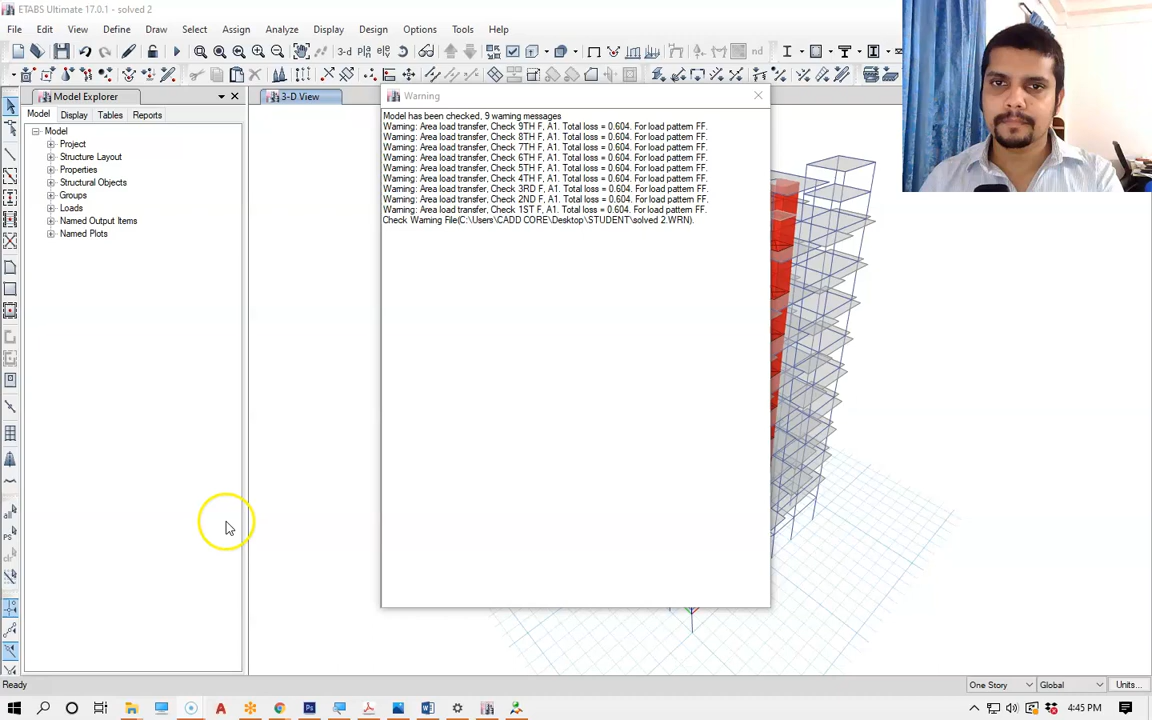 ETABS Ultimate 17.0.1 - solved 2
File Edit View Define Draw Select Assign Analyze Display Design Options Tools Help
3-d
nd
Model Explorer
3-D View
Warning
Model Display Tables Reports
Model
Project
Structure Layout
Properties
Structural Objects
Groups
Loads
Named Output Items
Named Plots
Model has been checked, 9 warning messages
Warning: Area load transfer, Check 9TH F, A1. Total loss = 0.604. For load pattern FF.
Warning: Area load transfer, Check 8TH F, A1. Total loss = 0.604. For load pattern FF.
Warning: Area load transfer, Check 7TH F, A1. Total loss = 0.604. For load pattern FF.
Warning: Area load transfer, Check 6TH F, A1. Total loss = 0.604. For load pattern FF.
Warning: Area load transfer, Check 5TH F, A1. Total loss = 0.604. For load pattern FF.
Warning: Area load transfer, Check 4TH F, A1. Total loss = 0.604. For load pattern FF.
Warning: Area load transfer, Check 3RD F, A1. Total loss = 0.604. For load pattern FF.
Warning: Area load transfer, Check 2ND F, A1. Total loss = 0.604. For load pattern FF.
Warning: Area load transfer, Check 1ST F, A1. Total loss = 0.604. For load pattern FF.
Check Warning File(C:\Users\CADD CORE\Desktop\STUDENT\solved 2.WRN).
all
PS
clr
Ready
One Story
Global
Units...
4:45 PM